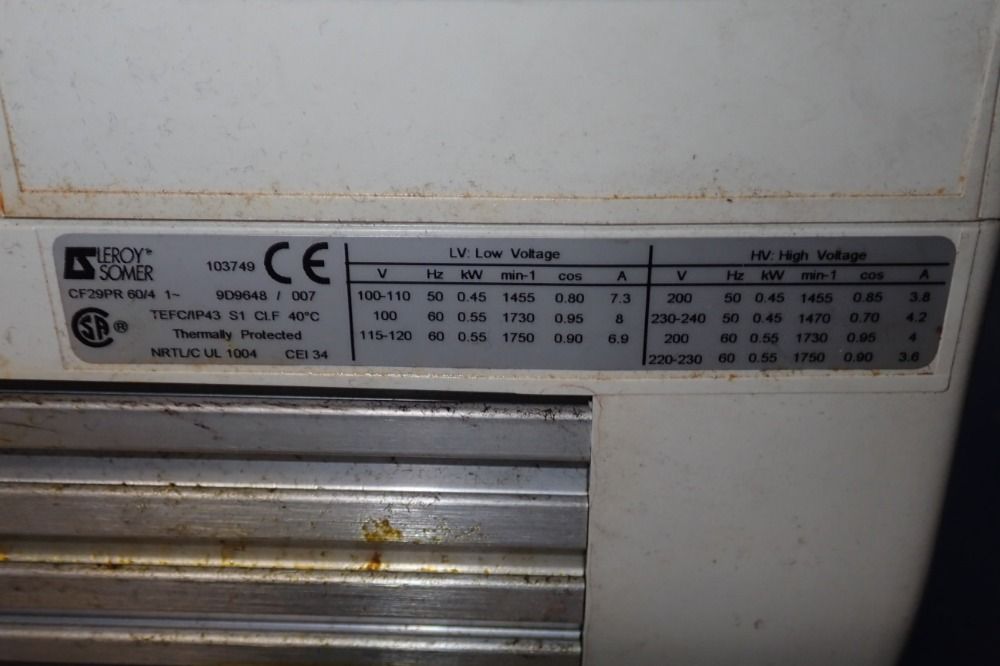 LEROY™
SOMER
103749 CE
CF29PR 60/4 1~ 9D9648 / 007
TEFC/IP43 S1 Cl.F 40°C
SA ®
Thermally Protected
NRTL/C UL 1004 CEI 34
LV: Low Voltage
V Hz kW min-1 cos A
100-110 50 0.45 1455 0.80 7.3
100 60 0.55 1730 0.95 8
115-120 60 0.55 1750 0.90 6.9
HV: High Voltage
V Hz kW min-1 cos A
200 50 0.45 1455 0.85 3.8
230-240 50 0.45 1470 0.70 4.2
200 60 0.55 1730 0.95 4
220-230 60 0.55 1750 0.90 3.6